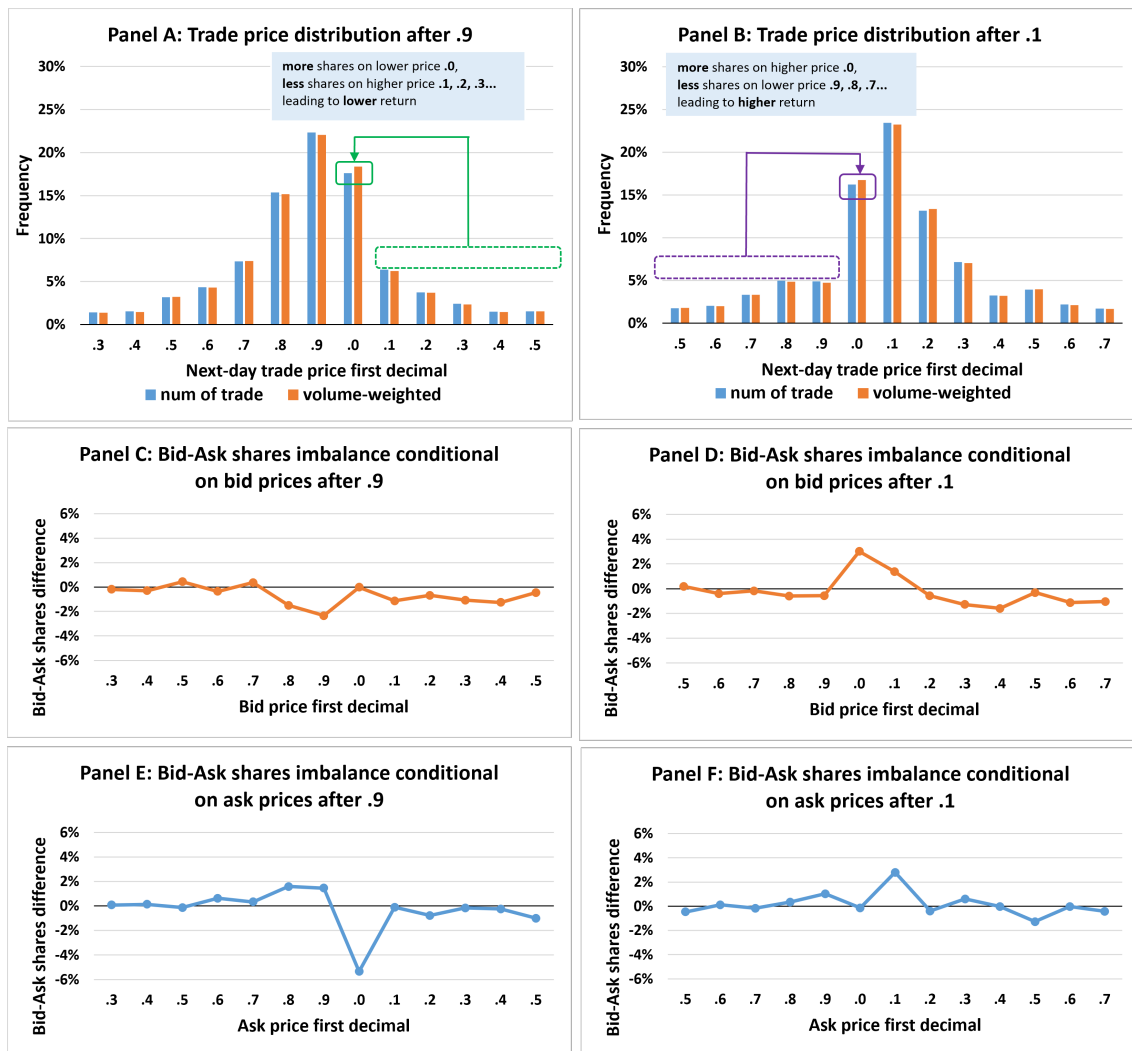 Panel A: Trade price distribution after .9
more shares on lower price .0,
less shares on higher price .1, .2, .3...
leading to lower return
Frequency
30%
25%
20%
15%
10%
5%
0%
.3 .4 .5 .6 .7 .8 .9 .0 .1 .2 .3 .4 .5
Next-day trade price first decimal
num of trade volume-weighted
Panel B: Trade price distribution after .1
more shares on higher price .0,
less shares on lower price .9, .8, .7...
leading to higher return
Frequency
30%
25%
20%
15%
10%
5%
0%
.5 .6 .7 .8 .9 .0 .1 .2 .3 .4 .5 .6 .7
Next-day trade price first decimal
num of trade volume-weighted
Panel C: Bid-Ask shares imbalance conditional
on bid prices after .9
Bid-Ask shares difference
6%
4%
2%
0%
-2%
-4%
-6%
.3 .4 .5 .6 .7 .8 .9 .0 .1 .2 .3 .4 .5
Bid price first decimal
Panel D: Bid-Ask shares imbalance conditional
on bid prices after .1
Bid-Ask shares difference
6%
4%
2%
0%
-2%
-4%
-6%
.5 .6 .7 .8 .9 .0 .1 .2 .3 .4 .5 .6 .7
Bid price first decimal
Panel E: Bid-Ask shares imbalance conditional
on ask prices after .9
Bid-Ask shares difference
6%
4%
2%
0%
-2%
-4%
-6%
.3 .4 .5 .6 .7 .8 .9 .0 .1 .2 .3 .4 .5
Ask price first decimal
Panel F: Bid-Ask shares imbalance conditional
on ask prices after .1
Bid-Ask shares difference
6%
4%
2%
0%
-2%
-4%
-6%
.5 .6 .7 .8 .9 .0 .1 .2 .3 .4 .5 .6 .7
Ask price first decimal